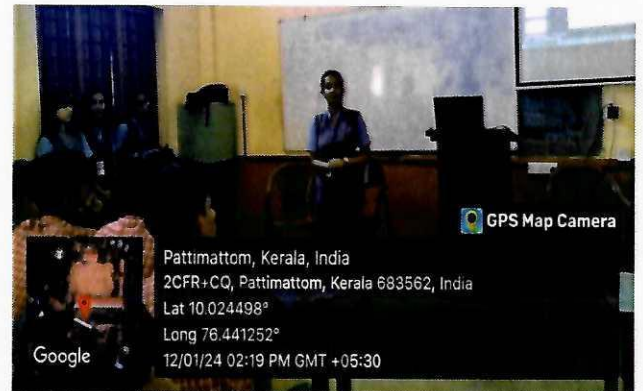 GPS Map Camera
Pattimattom, Kerala, India
2CFR+CQ, Pattimattom, Kerala 683562, India
Lat 10.024498°
Long 76.441252°
12/01/24 02:19 PM GMT +05:30
Google